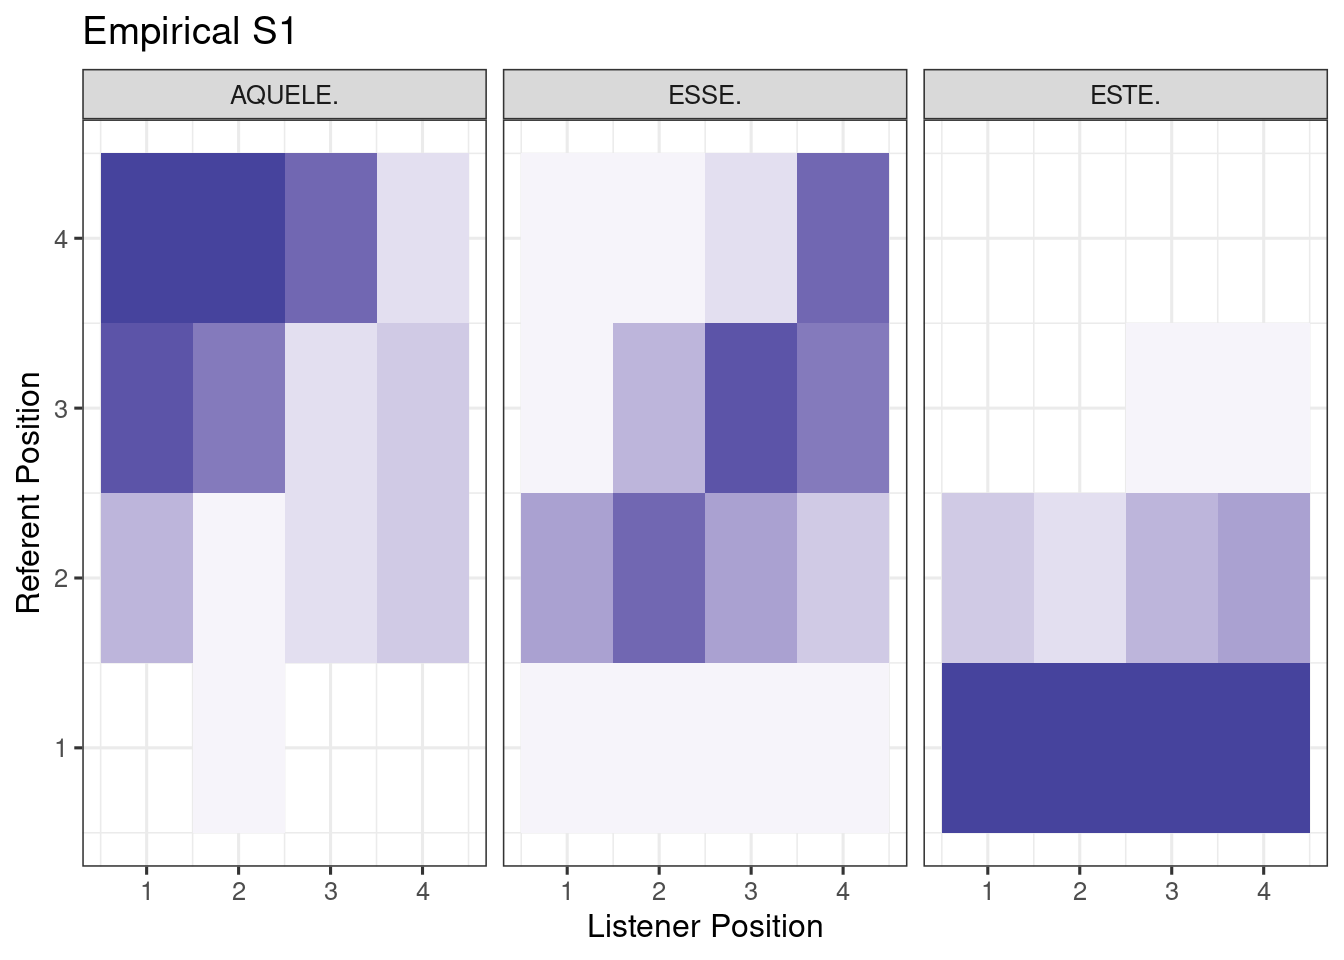 Empirical S1
AQUELE. ESSE. ESTE.
4
3
2
1
Referent Position
1 2 3 4 1 2 3 4 1 2 3 4
Listener Position